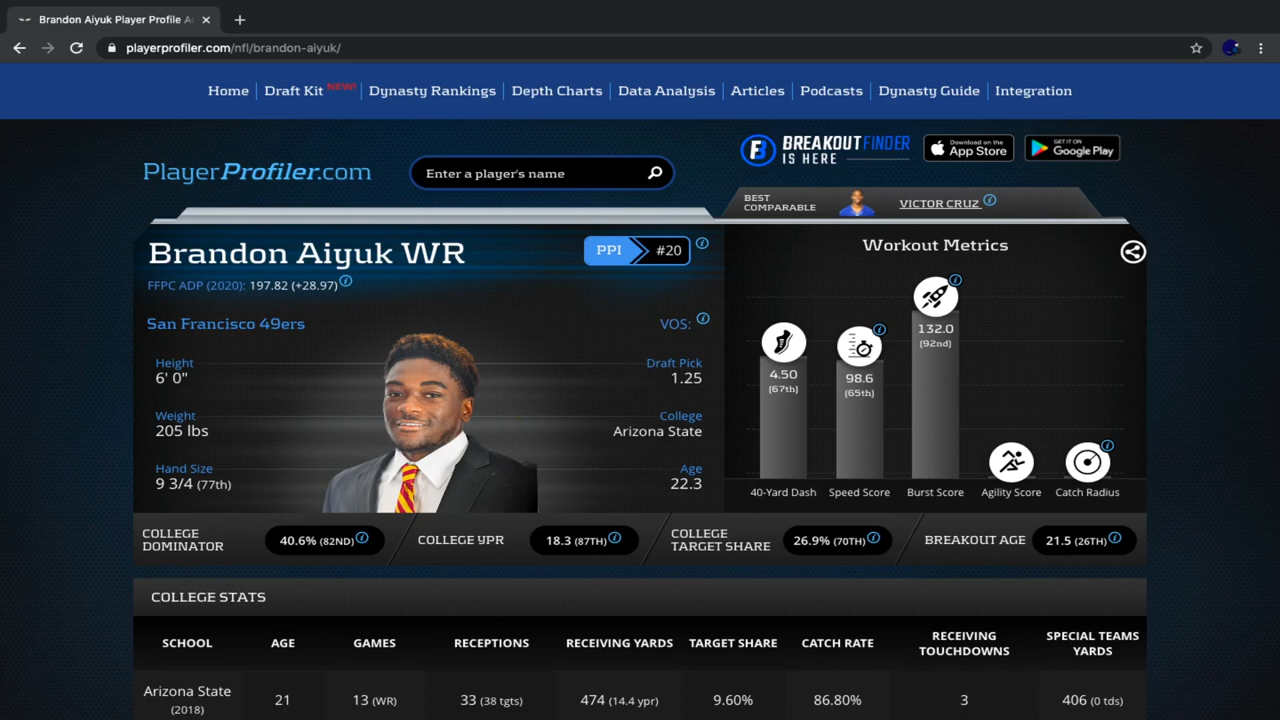 Brandon Aiyuk Player Profile A
playerprofiler.com/nfl/brandon-aiyuk/
Home
Draft Kit NEW!
Dynasty Rankings
Depth Charts
Data Analysis
Articles
Podcasts
Dynasty Guide
Integration
PlayerProfiler.com
Enter a player's name
FB
BREAKOUTFINDER
IS HERE
Download on the
App Store
GET IT ON
Google Play
BEST
COMPARABLE
VICTOR CRUZ
Brandon Aiyuk WR
PPI
#20
FFPC ADP (2020): 197.82 (+28.97)
San Francisco 49ers
VOS:
Height
6' 0"
Draft Pick
1.25
Weight
205 lbs
College
Arizona State
Hand Size
9 3/4 (77th)
Age
22.3
Workout Metrics
4.50
(67th)
98.6
(65th)
132.0
(92nd)
40-Yard Dash
Speed Score
Burst Score
Agility Score
Catch Radius
COLLEGE
DOMINATOR
40.6% (82ND)
COLLEGE YPR
18.3 (87TH)
COLLEGE
TARGET SHARE
26.9% (70TH)
BREAKOUT AGE
21.5 (26TH)
COLLEGE STATS
SCHOOL
AGE
GAMES
RECEPTIONS
RECEIVING YARDS
TARGET SHARE
CATCH RATE
RECEIVING
TOUCHDOWNS
SPECIAL TEAMS
YARDS
Arizona State
(2018)
21
13 (WR)
33 (38 tgts)
474 (14.4 ypr)
9.60%
86.80%
3
406 (0 tds)